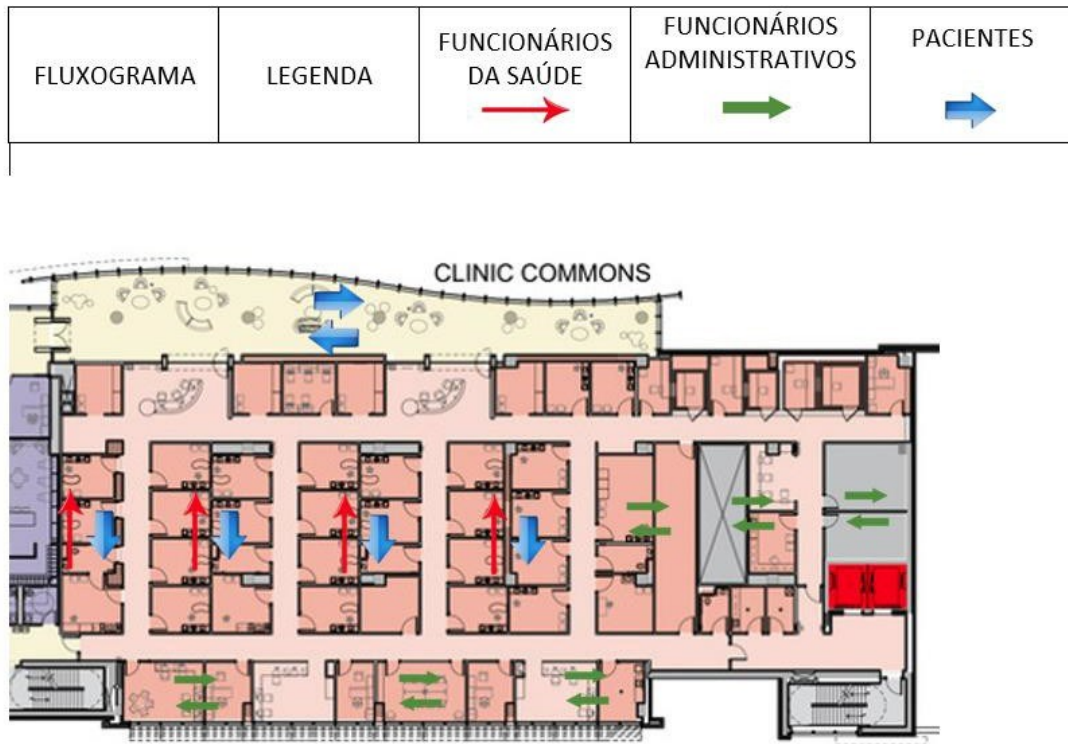 FLUXOGRAMA
LEGENDA
FUNCIONÁRIOS
DA SAÚDE
FUNCIONÁRIOS
ADMINISTRATIVOS
PACIENTES
CLINIC COMMONS